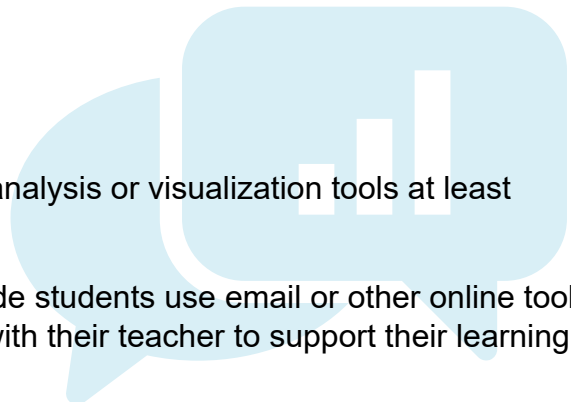 analysis or visualization tools at least
de students use email or other online tool
with their teacher to support their learning